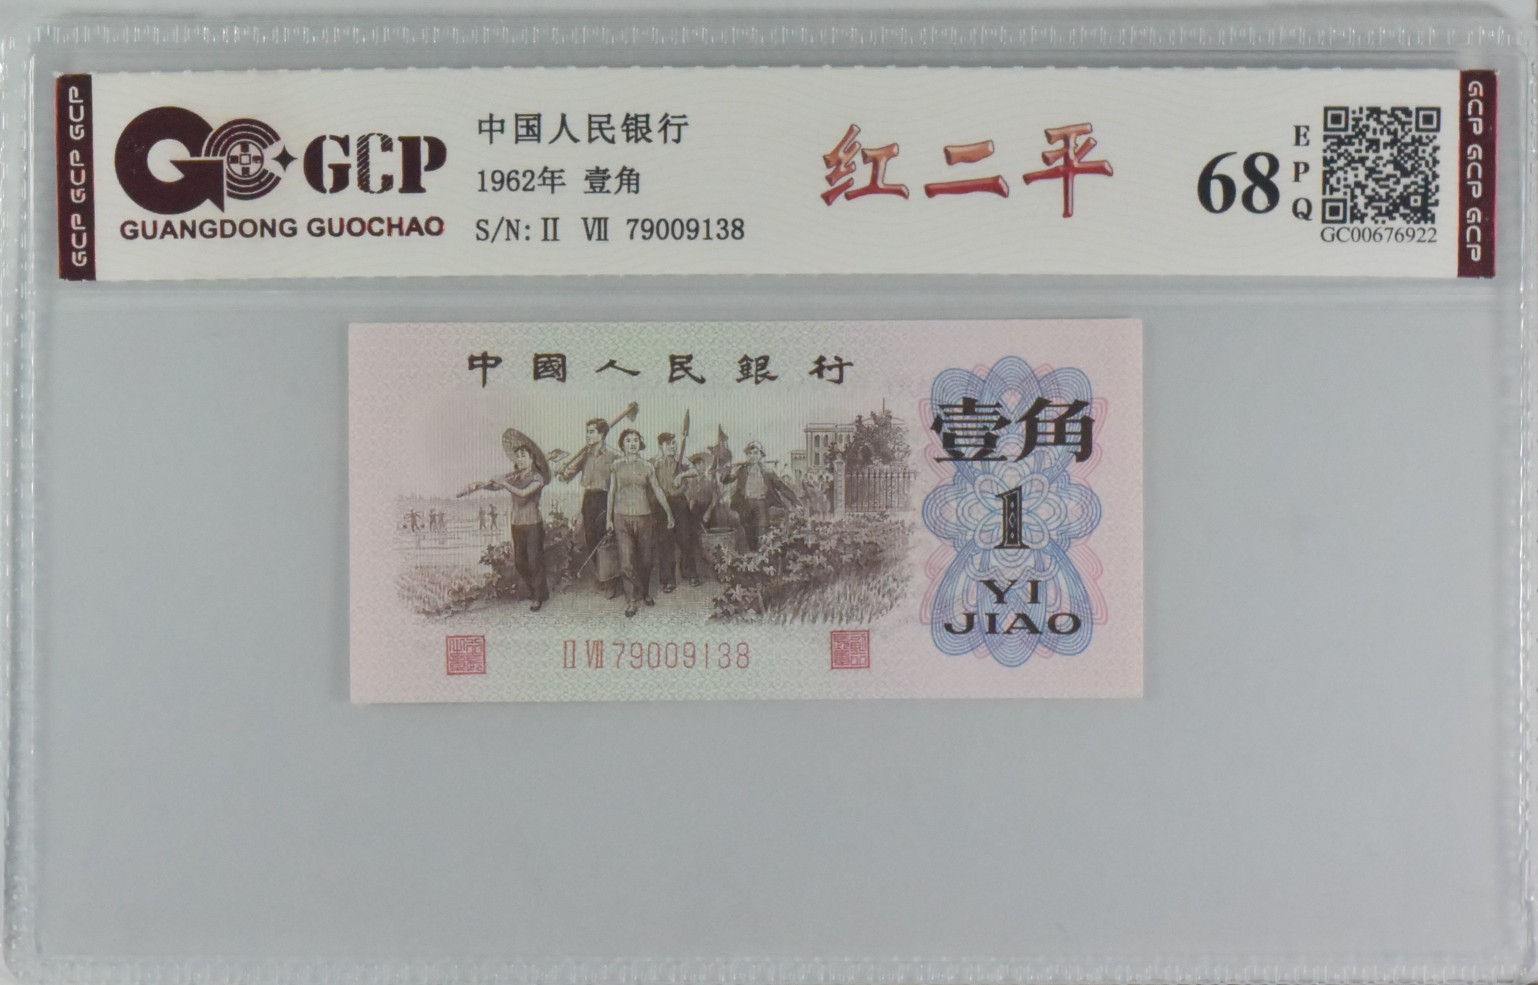 GCP GCP GCP
GCP
GUANGDONG GUOCHAO
中国人民银行
1962年 壹角
S/N: II VII 79009138
红二平
68
EPQ
GC00676922
GCP GCP GCP
中國人民銀行
壹角
1
YI
JIAO
II VII 79009138